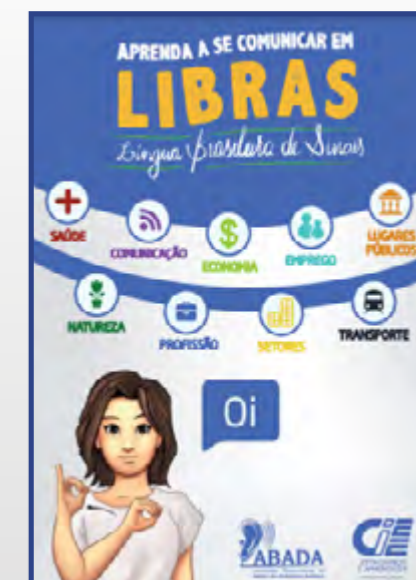 APRENDA A SE COMUNICAR EM
LIBRAS
Língua Brasileira de Sinais
SAÚDE
COMUNICAÇÃO
ECONOMIA
EMPREGO
LUGARES
PÚBLICOS
NATUREZA
PROFISSÃO
SETORES
TRANSPORTE
Oi
ABADA